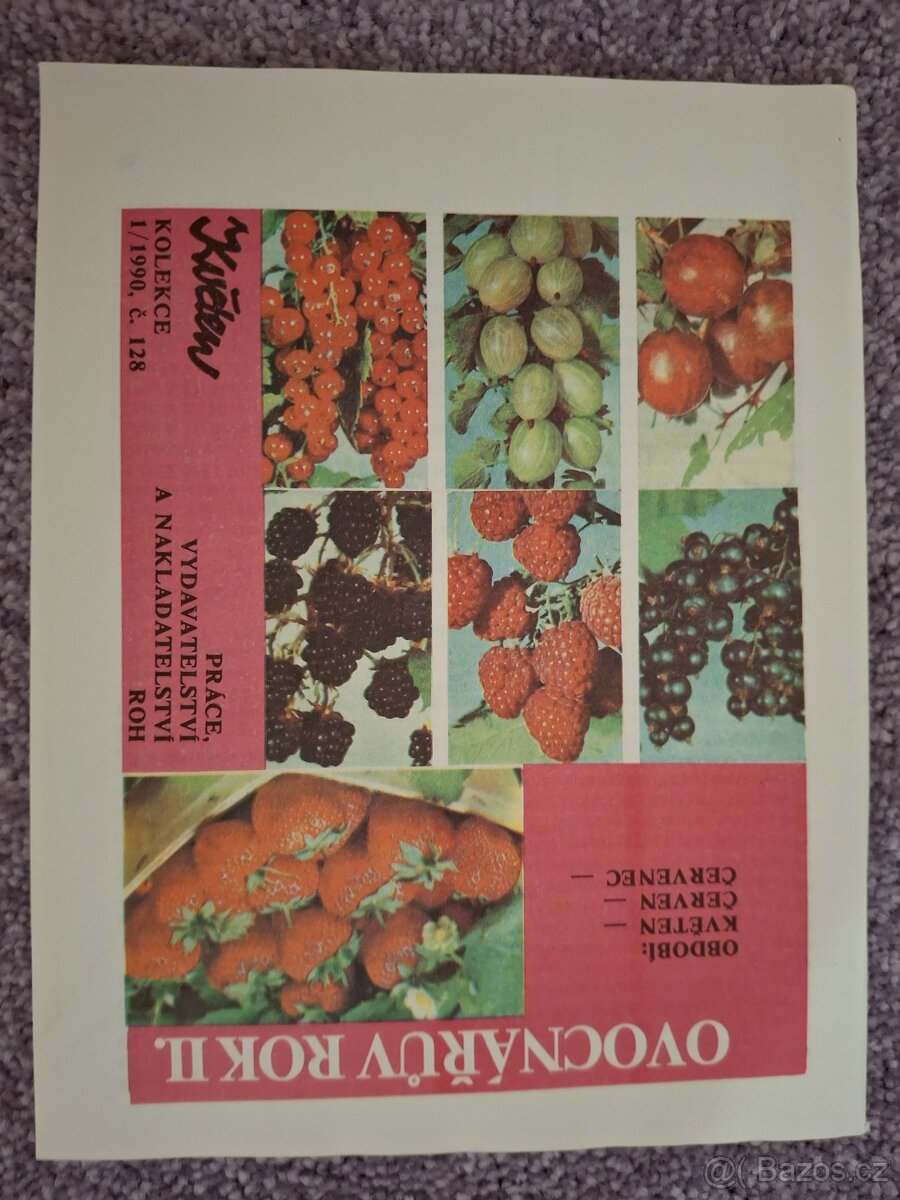 OVOCNÁŘŮV ROK II.
OBDOBÍ:
KVĚTEN —
ČERVEN —
ČERVENEC —
Květen
KOLEKCE
1/1990, č. 128
PRÁCE,
VYDAVATELSTVÍ
A NAKLADATELSTVÍ
ROH
@ Bazos.cz